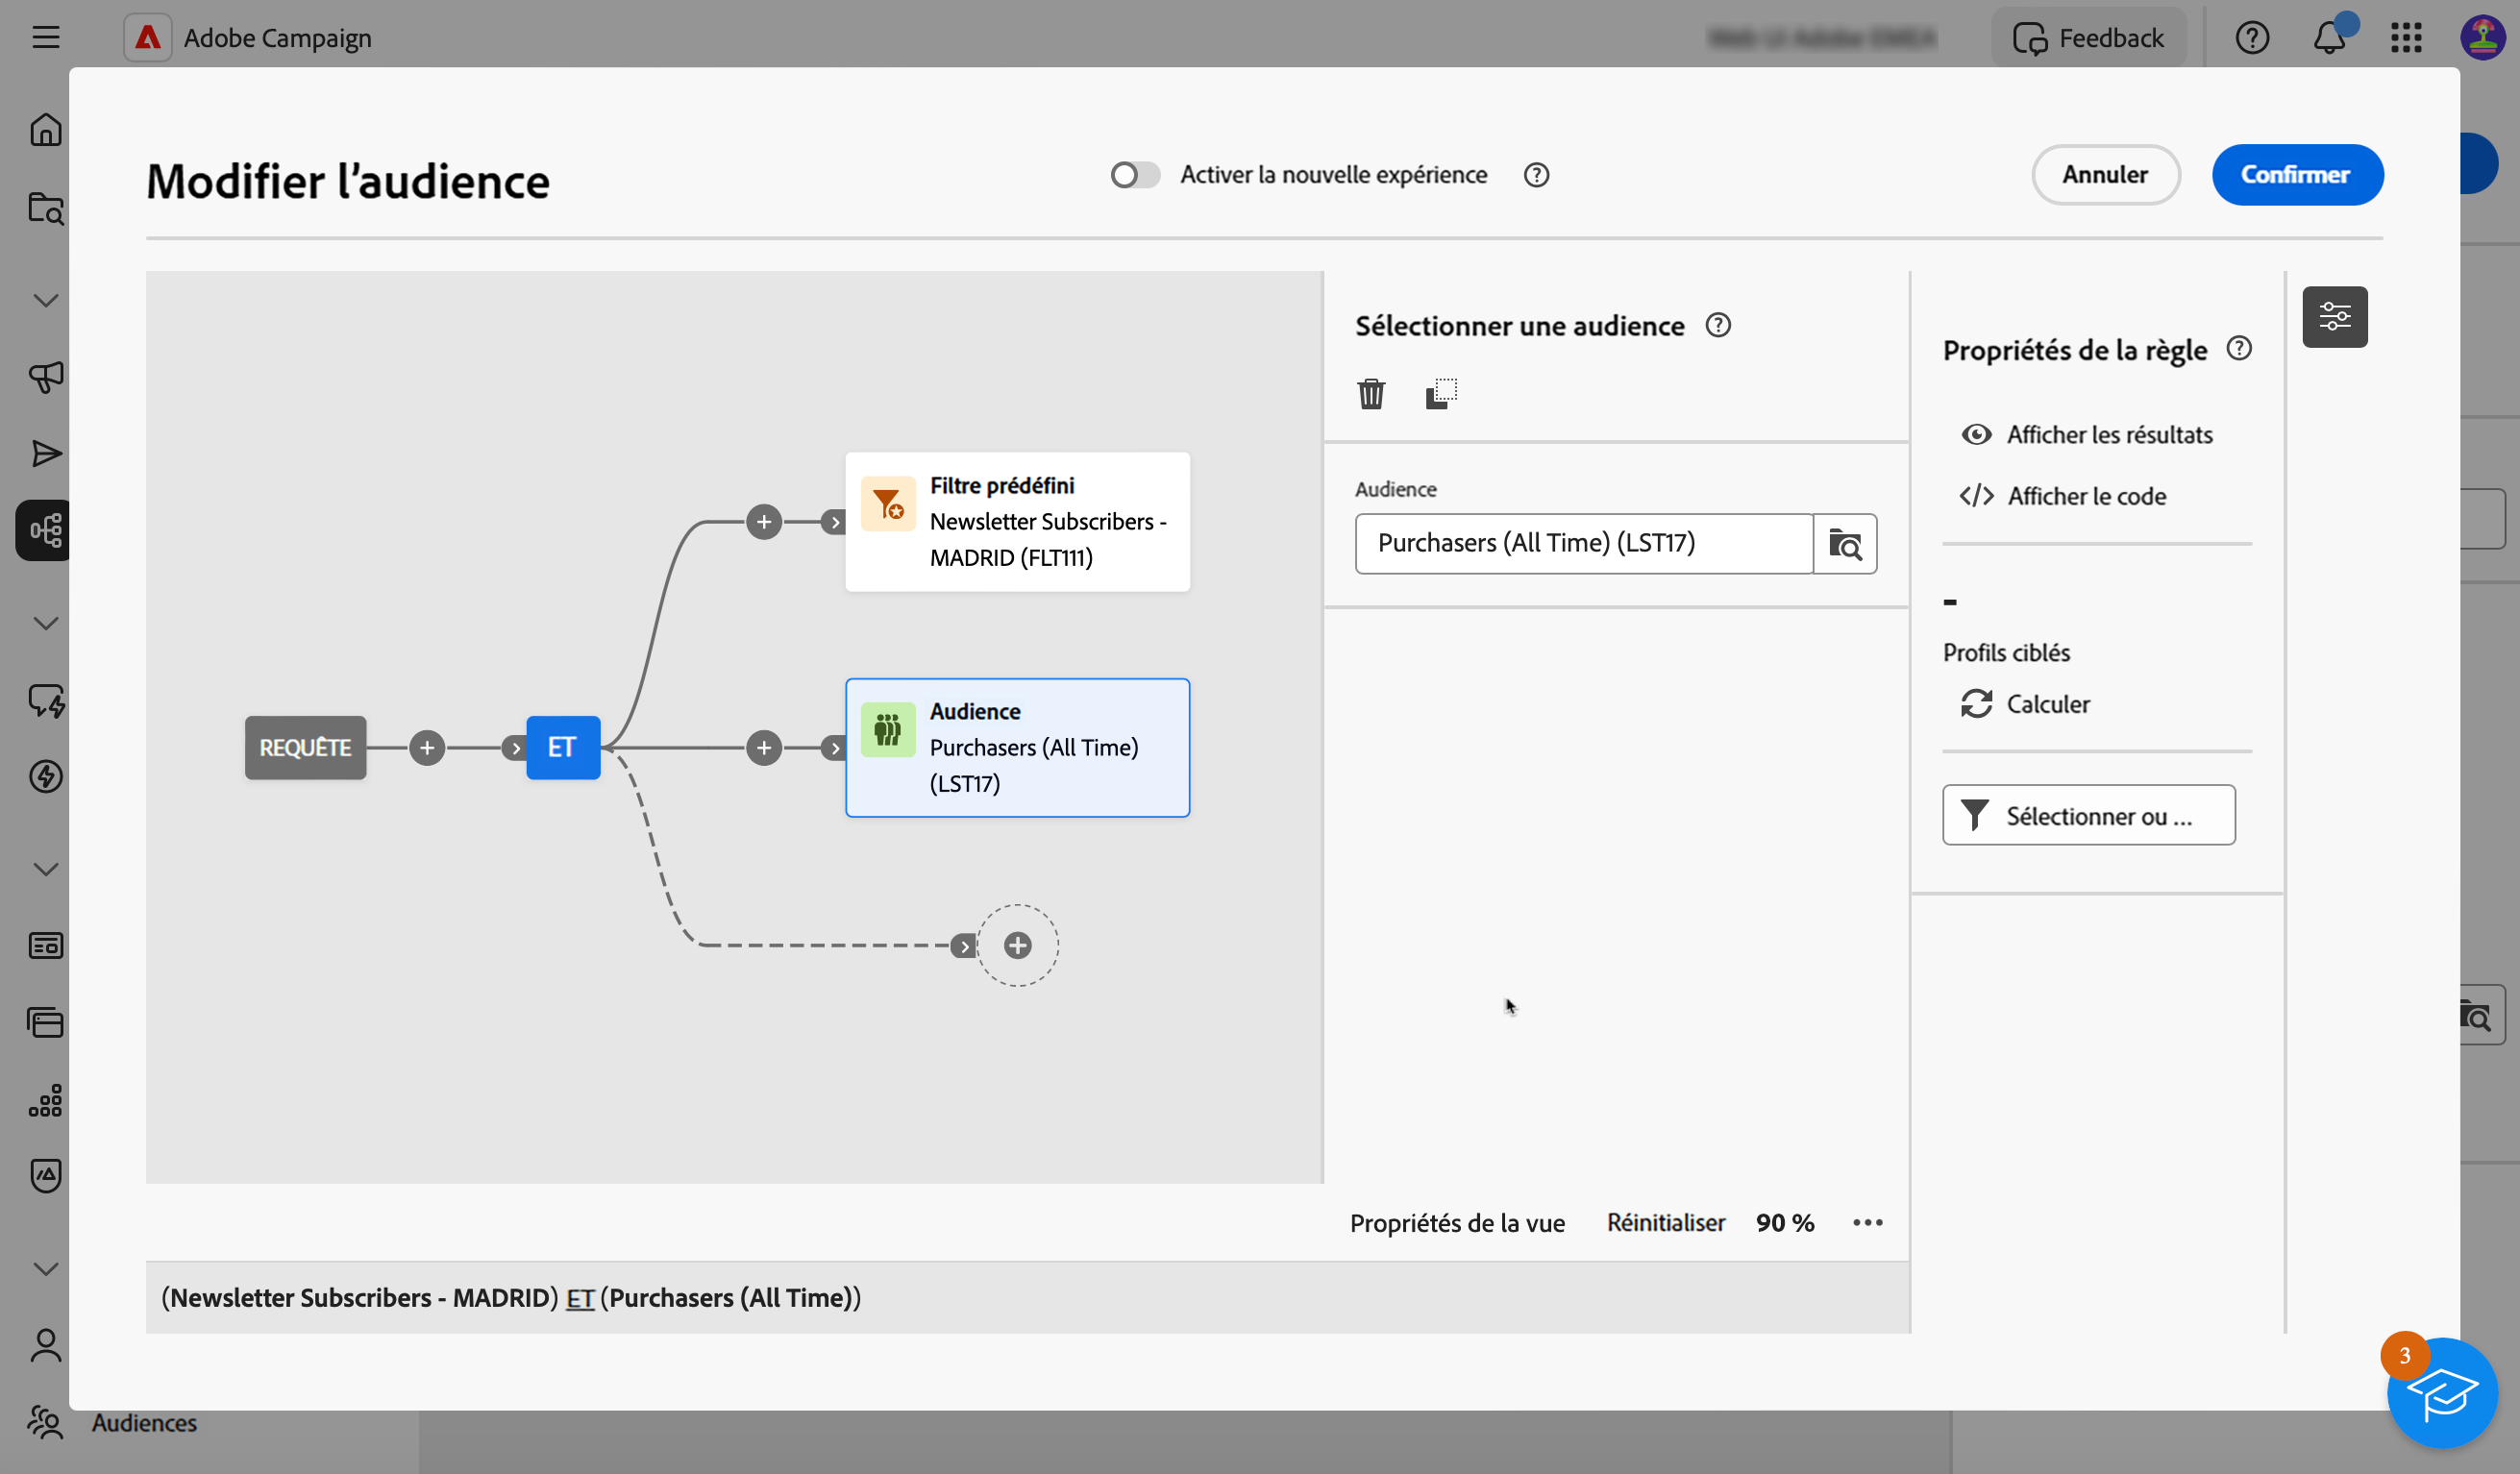 Adobe Campaign
Feedback
Modifier l’audience
Activer la nouvelle expérience
Annuler
Confirmer
Sélectionner une audience
Propriétés de la règle
Afficher les résultats
Afficher le code
Audience
Purchasers (All Time) (LST17)
-
Profils ciblés
Calculer
Sélectionner ou ...
Filtre prédéfini
Newsletter Subscribers -
MADRID (FLT111)
REQUÊTE
ET
Audience
Purchasers (All Time)
(LST17)
Propriétés de la vue
Réinitialiser
90 %
(Newsletter Subscribers - MADRID) ET (Purchasers (All Time))
3
Audiences